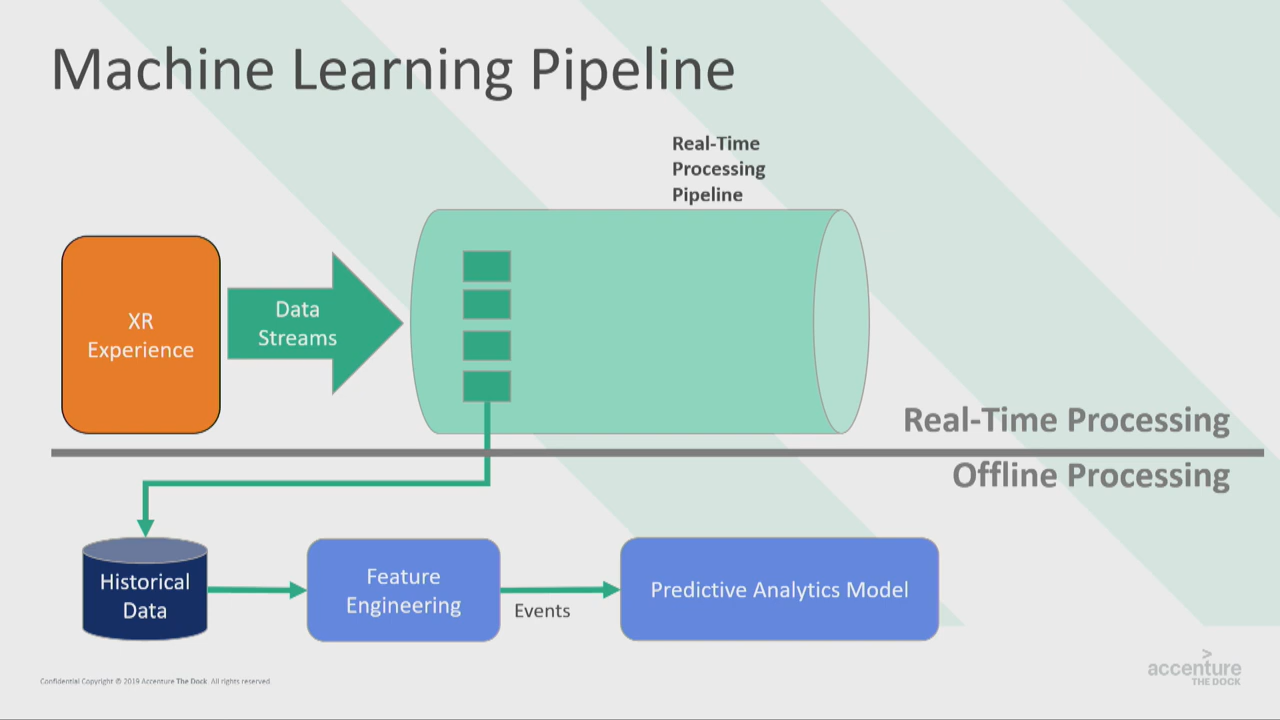 Machine Learning Pipeline
Real-Time
Processing
Pipeline
XR
Experience
Data
Streams
Real-Time Processing
Offline Processing
Historical
Data
Feature
Engineering
Events
Predictive Analytics Model
Confidential Copyright © 2019 Accenture The Dock. All rights reserved.
>
accenture
THE DOCK